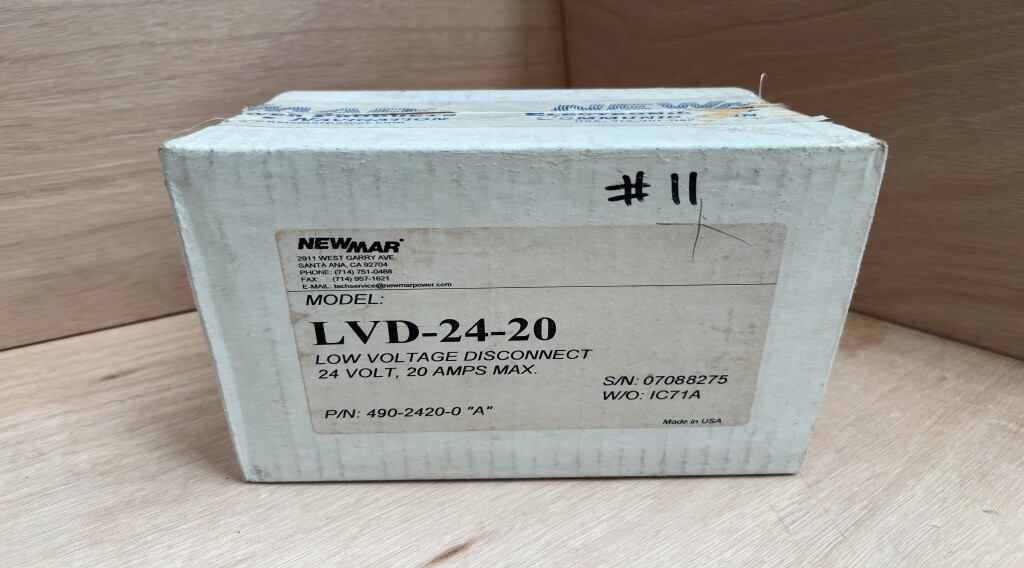 NAVIGATION
ELECTRONIC
# 11
NEWMAR
2911 WEST GARRY AVE.
SANTA ANA, CA 92704
PHONE: (714) 751-0488
FAX: (714) 957-1621
E-MAIL: techservice@newmarpower.com
MODEL:
LVD-24-20
LOW VOLTAGE DISCONNECT
24 VOLT, 20 AMPS MAX.
S/N: 07088275
W/O: IC71A
P/N: 490-2420-0 "A"
Made in USA